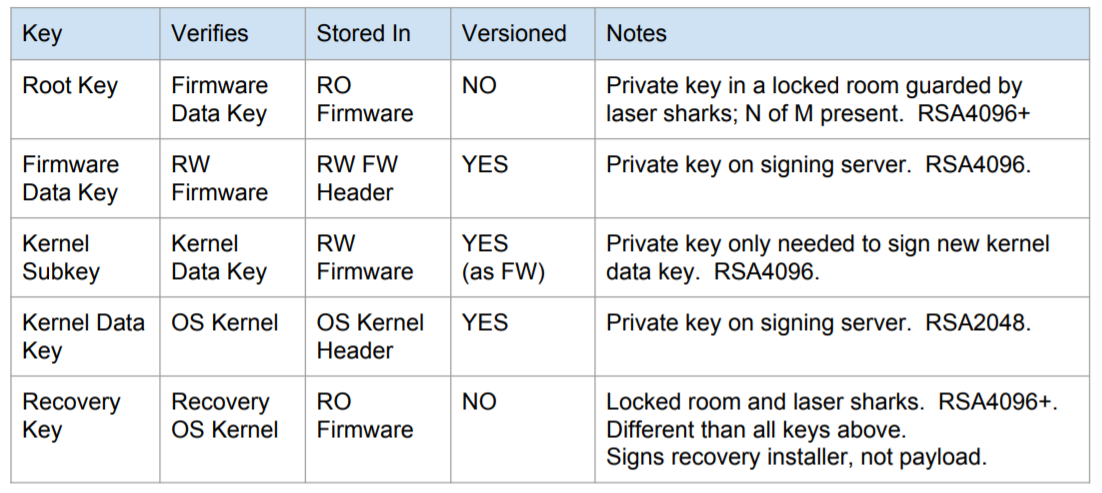 Key Verifies Stored In Versioned Notes
Root Key Firmware RO NO Private key in a locked room guarded by
Data Key Firmware laser sharks; N of M present.  RSA4096+
Firmware RW RW FW YES Private key on signing server.  RSA4096.
Data Key Firmware Header
Kernel Kernel RW YES Private key only needed to sign new kernel
Subkey Data Key Firmware (as FW) data key.  RSA4096.
Kernel Data OS Kernel OS Kernel YES Private key on signing server.  RSA2048.
Key Header
Recovery Recovery RO NO Locked room and laser sharks.  RSA4096+.
Key OS Kernel Firmware Different than all keys above.
Signs recovery installer, not payload.